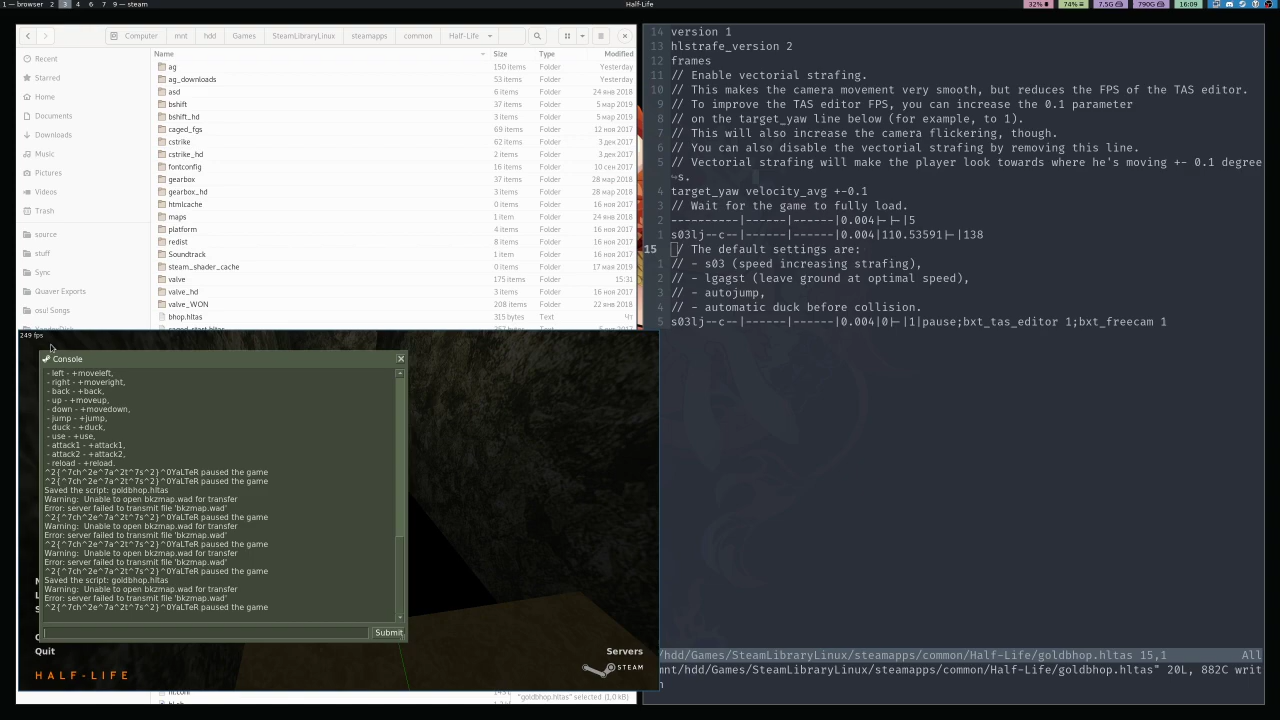 1 — browser 2 3 4 6 7 9 — steam
Half-Life
32%
74%
7.5G
790G
16:09
Computer mnt hdd Games SteamLibraryLinux steamapps common Half-Life
Recent
Starred
Home
Documents
Downloads
Music
Pictures
Videos
Trash
source
stuff
Sync
Quaver Exports
osu! Songs
Name Size Type Modified
ag 150 items Folder Yesterday
ag_downloads 53 items Folder Yesterday
asd 6 items Folder 24 янв 2018
bshift 37 items Folder 5 мар 2019
bshift_hd 3 items Folder 5 мар 2018
caged_fgs 69 items Folder 12 ноя 2017
cstrike 62 items Folder 3 дек 2017
cstrike_hd 2 items Folder 3 дек 2017
fontconfig 16 items Folder 10 сен 2017
gearbox 37 items Folder 28 мар 2018
gearbox_hd 3 items Folder 28 мар 2018
htmlcache 0 items Folder 24 ноя 2017
maps 1 item Folder 24 янв 2018
platform 4 items Folder 16 ноя 2017
redist 8 items Folder 16 ноя 2017
Soundtrack 1 item Folder 16 ноя 2017
steam_shader_cache 0 items Folder 17 мая 2019
valve 175 items Folder 15:31
valve_hd 3 items Folder 16 ноя 2017
valve_WON 208 items Folder 22 янв 2018
bhop.hltas 315 bytes Text Чт
249 fps
Console
- left - +moveleft,
- right - +moveright,
- back - +back,
- up - +moveup,
- down - +movedown,
- jump - +jump,
- duck - +duck,
- use - +use,
- attack1 - +attack1,
- attack2 - +attack2,
- reload - +reload.
^2{^7ch^2e^7a^2t^7s^2}^0YaLTeR paused the game
^2{^7ch^2e^7a^2t^7s^2}^0YaLTeR paused the game
Saved the script: goldbhop.hltas
Warning: Unable to open bkzmap.wad for transfer
Error: server failed to transmit file 'bkzmap.wad'
^2{^7ch^2e^7a^2t^7s^2}^0YaLTeR paused the game
Warning: Unable to open bkzmap.wad for transfer
Error: server failed to transmit file 'bkzmap.wad'
^2{^7ch^2e^7a^2t^7s^2}^0YaLTeR paused the game
Warning: Unable to open bkzmap.wad for transfer
Error: server failed to transmit file 'bkzmap.wad'
^2{^7ch^2e^7a^2t^7s^2}^0YaLTeR paused the game
Saved the script: goldbhop.hltas
Warning: Unable to open bkzmap.wad for transfer
Error: server failed to transmit file 'bkzmap.wad'
^2{^7ch^2e^7a^2t^7s^2}^0YaLTeR paused the game
Submit
Quit
Servers
HALF-LIFE
STEAM
"goldbhop.hltas" selected (1,0 kB)
14 version 1
13 hlstrafe_version 2
12 frames
11 // Enable vectorial strafing.
10 // This makes the camera movement very smooth, but reduces the FPS of the TAS editor.
9 // To improve the TAS editor FPS, you can increase the 0.1 parameter
8 // on the target_yaw line below (for example, to 1).
7 // This will also increase the camera flickering, though.
6 // You can also disable the vectorial strafing by removing this line.
5 // Vectorial strafing will make the player look towards where he's moving +- 0.1 degree
s.
4 target_yaw velocity_avg +-0.1
3 // Wait for the game to fully load.
2 ----------|------|------|0.004|-|-|5
1 s03lj--c--|------|------|0.004|110.53591|-|138
15 // The default settings are:
1 // - s03 (speed increasing strafing),
2 // - lgagst (leave ground at optimal speed),
3 // - autojump,
4 // - automatic duck before collision.
5 s03lj--c--|------|------|0.004|0|-|1|pause;bxt_tas_editor 1;bxt_freecam 1
/hdd/Games/SteamLibraryLinux/steamapps/common/Half-Life/goldbhop.hltas 15,1 All
mnt/hdd/Games/SteamLibraryLinux/steamapps/common/Half-Life/goldbhop.hltas" 20L, 882C writ